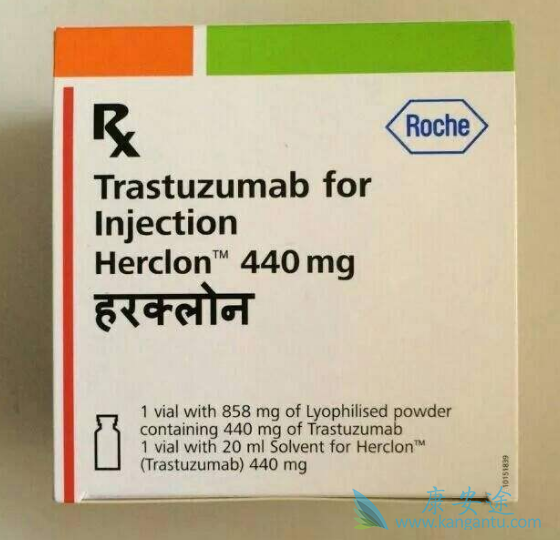 Rx
Roche
Trastuzumab for
Injection
Herclon™ 440 mg
हरक्लोन
1 vial with 858 mg of Lyophilised powder
containing 440 mg of Trastuzumab
1 vial with 20 ml Solvent for Herclon™
(Trastuzumab) 440 mg
10151839
康安途
www.kangantu.com